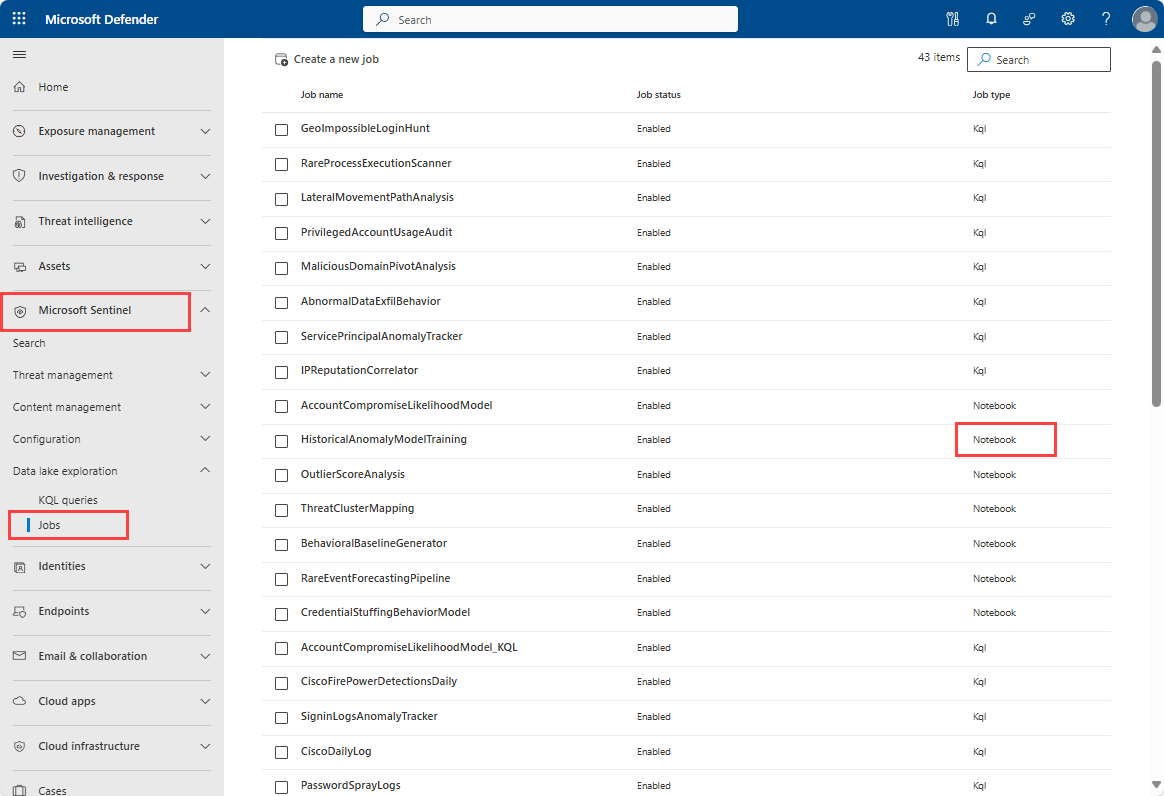 Microsoft Defender
Search
Home
Exposure management
Investigation & response
Threat intelligence
Assets
Microsoft Sentinel
Search
Threat management
Content management
Configuration
Data lake exploration
KQL queries
Jobs
Identities
Endpoints
Email & collaboration
Cloud apps
Cloud infrastructure
Cases
Create a new job
43 items
Search
Job name Job status Job type
GeoImpossibleLoginHunt Enabled Kql
RareProcessExecutionScanner Enabled Kql
LateralMovementPathAnalysis Enabled Kql
PrivilegedAccountUsageAudit Enabled Kql
MaliciousDomainPivotAnalysis Enabled Kql
AbnormalDataExfilBehavior Enabled Kql
ServicePrincipalAnomalyTracker Enabled Kql
IPReputationCorrelator Enabled Kql
AccountCompromiseLikelihoodModel Enabled Notebook
HistoricalAnomalyModelTraining Enabled Notebook
OutlierScoreAnalysis Enabled Notebook
ThreatClusterMapping Enabled Notebook
BehavioralBaselineGenerator Enabled Notebook
RareEventForecastingPipeline Enabled Notebook
CredentialStuffingBehaviorModel Enabled Notebook
AccountCompromiseLikelihoodModel_KQL Enabled Kql
CiscoFirePowerDetectionsDaily Enabled Kql
SigninLogsAnomalyTracker Enabled Kql
CiscoDailyLog Enabled Kql
PasswordSprayLogs Enabled Kql